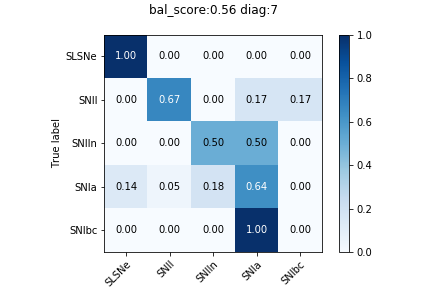 bal_score:0.56 diag:7
SLSNe 1.00 0.00 0.00 0.00 0.00
SNII 0.00 0.67 0.00 0.17 0.17
SNIIn 0.00 0.00 0.50 0.50 0.00
SNIa 0.14 0.05 0.18 0.64 0.00
SNIbc 0.00 0.00 0.00 1.00 0.00
SLSNe SNII SNIIn SNIa SNIbc
True label
1.0
0.8
0.6
0.4
0.2
0.0